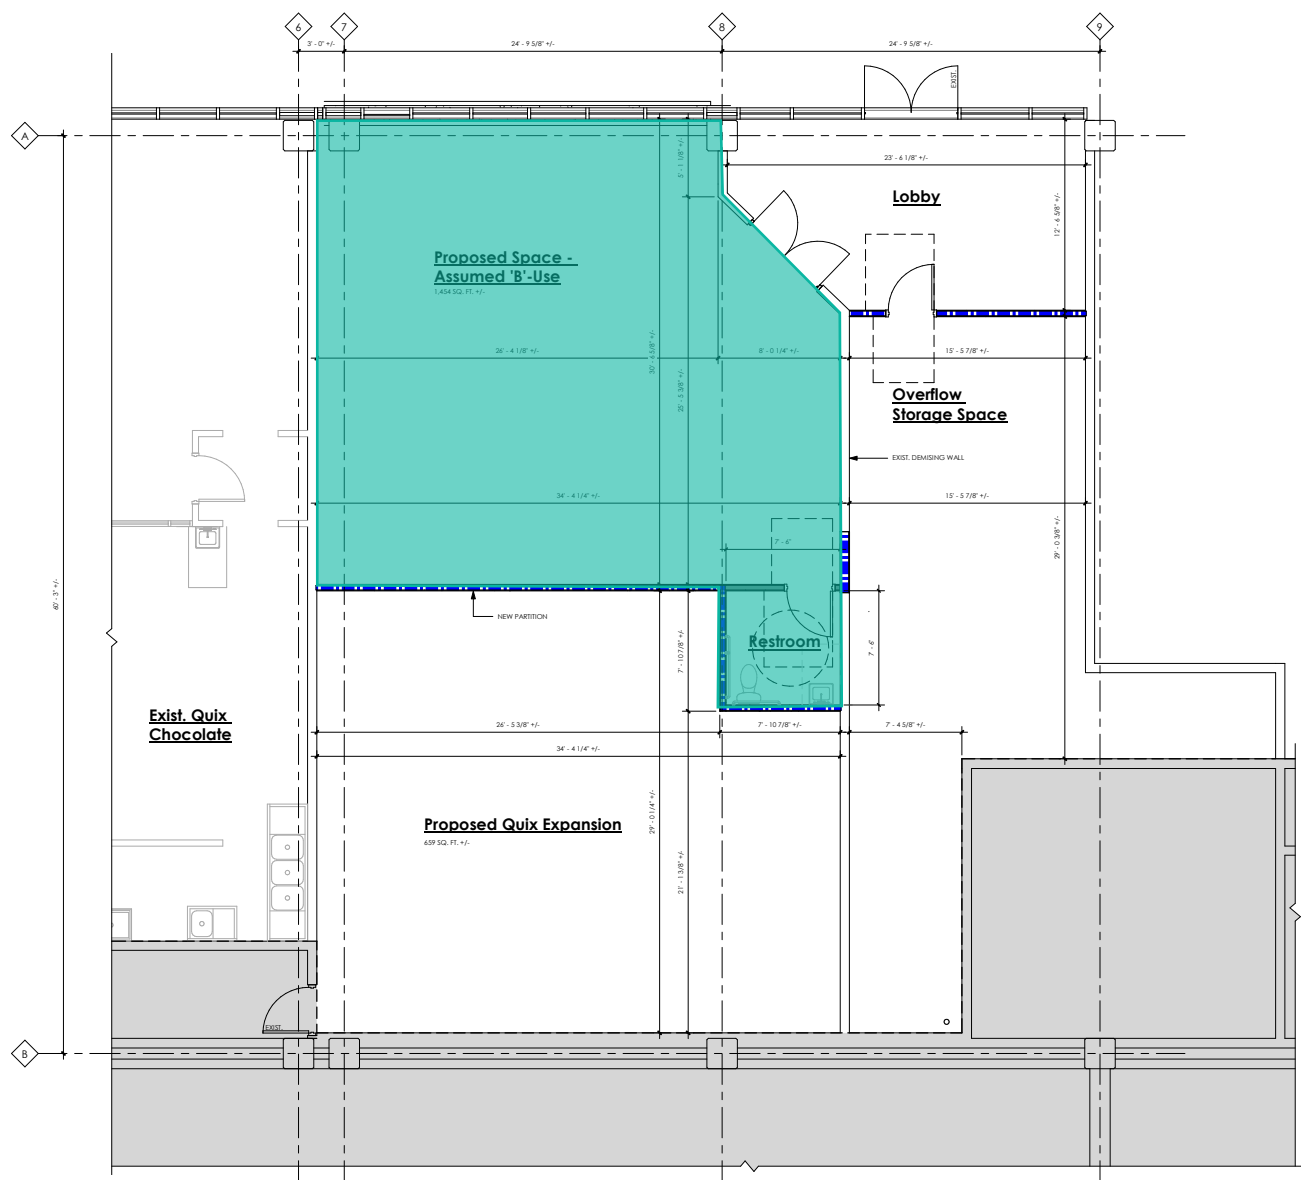 6
7
8
9
3' - 0" +/-
24' - 9 5/8" +/-
24' - 9 5/8" +/-
EXIST.
A
5' - 1 1/8" +/-
23' - 6 1/8" +/-
Lobby
12' - 6 5/8" +/-
Proposed Space -
Assumed 'B'-Use
1,454 SQ. FT. +/-
26' - 4 1/8" +/-
30' - 6 5/8" +/-
8' - 0 1/4" +/-
15' - 5 7/8" +/-
25' - 5 3/8" +/-
Overflow
Storage Space
EXIST. DEMISING WALL
34' - 4 1/4" +/-
15' - 5 7/8" +/-
29' - 0 3/8" +/-
7' - 6"
60' - 3" +/-
NEW PARTITION
Restroom
7' - 10 7/8" +/-
7' - 6"
Exist. Quix
Chocolate
26' - 5 3/8" +/-
7' - 10 7/8" +/-
7' - 4 5/8" +/-
34' - 4 1/4" +/-
Proposed Quix Expansion
659 SQ. FT. +/-
29' - 0 1/4" +/-
21' - 1 3/8" +/-
EXIST.
B